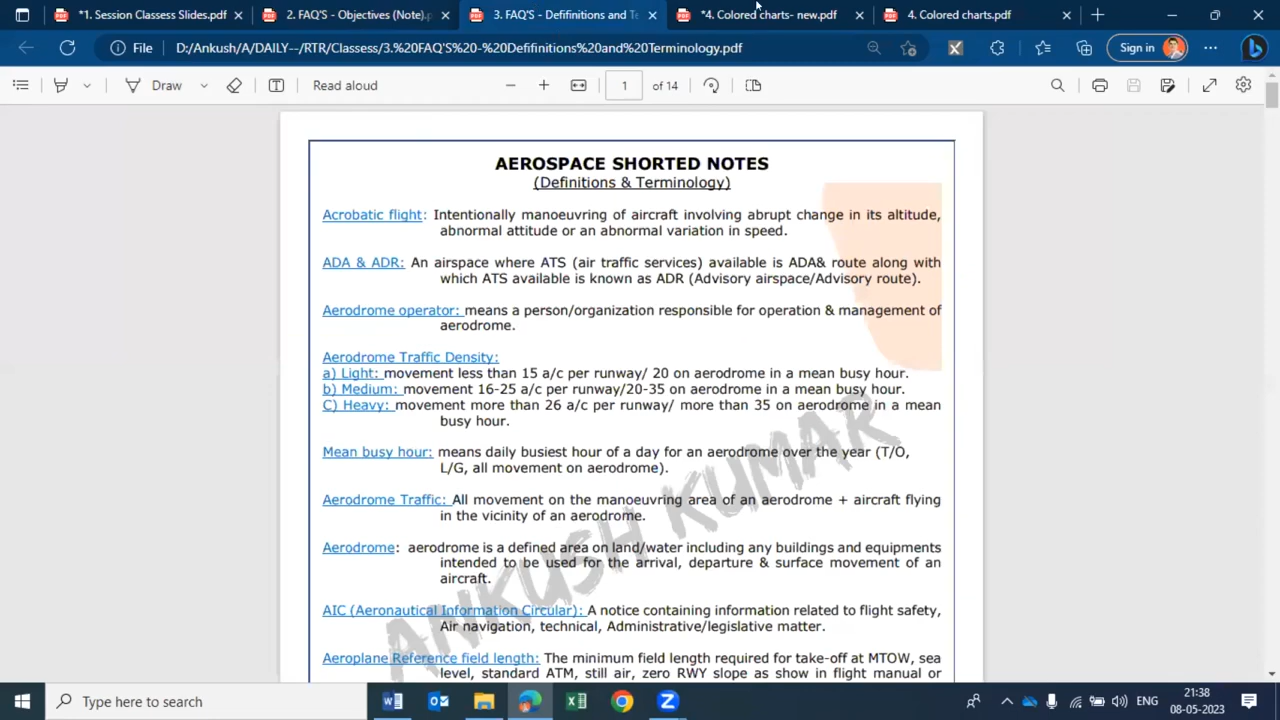 *1. Session Classess Slides.pdf
2. FAQ'S - Objectives (Note).p
3. FAQ'S - Defifinitions and Te
*4. Colored charts- new.pdf
4. Colored charts.pdf
File
D:/Ankush/A/DAILY--/RTR/Classess/3.%20FAQ'S%20-%20Defifinitions%20and%20Terminology.pdf
Sign in
Draw
Read aloud
1
of 14
AEROSPACE SHORTED NOTES
(Definitions & Terminology)
Acrobatic flight: Intentionally manoeuvring of aircraft involving abrupt change in its altitude,
abnormal attitude or an abnormal variation in speed.
ADA & ADR: An airspace where ATS (air traffic services) available is ADA& route along with
which ATS available is known as ADR (Advisory airspace/Advisory route).
Aerodrome operator: means a person/organization responsible for operation & management of
aerodrome.
Aerodrome Traffic Density:
a) Light: movement less than 15 a/c per runway/ 20 on aerodrome in a mean busy hour.
b) Medium: movement 16-25 a/c per runway/20-35 on aerodrome in a mean busy hour.
C) Heavy: movement more than 26 a/c per runway/ more than 35 on aerodrome in a mean
busy hour.
Mean busy hour: means daily busiest hour of a day for an aerodrome over the year (T/O,
L/G, all movement on aerodrome).
Aerodrome Traffic: All movement on the manoeuvring area of an aerodrome + aircraft flying
in the vicinity of an aerodrome.
Aerodrome: aerodrome is a defined area on land/water including any buildings and equipments
intended to be used for the arrival, departure & surface movement of an
aircraft.
AIC (Aeronautical Information Circular): A notice containing information related to flight safety,
Air navigation, technical, Administrative/legislative matter.
Aeroplane Reference field length: The minimum field length required for take-off at MTOW, sea
level, standard ATM, still air, zero RWY slope as show in flight manual or
ANKUSH KUMAR
Type here to search
ENG
21:38
08-05-2023